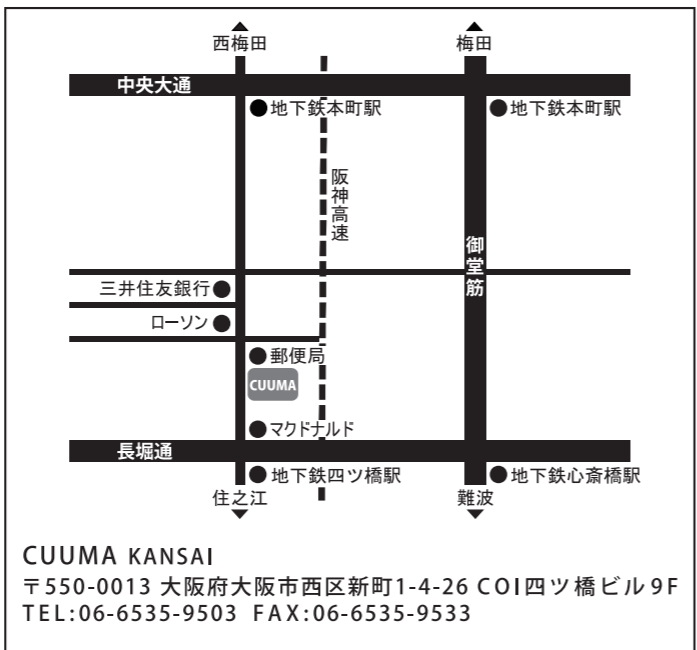 西梅田
梅田
中央大通
地下鉄本町駅
地下鉄本町駅
阪神高速
御堂筋
三井住友銀行
ローソン
郵便局
CUUMA
マクドナルド
長堀通
地下鉄四ツ橋駅
地下鉄心斎橋駅
住之江
難波
CUUMA KANSAI
〒550-0013 大阪府大阪市西区新町1-4-26 COI四ツ橋ビル9F
TEL:06-6535-9503 FAX:06-6535-9533